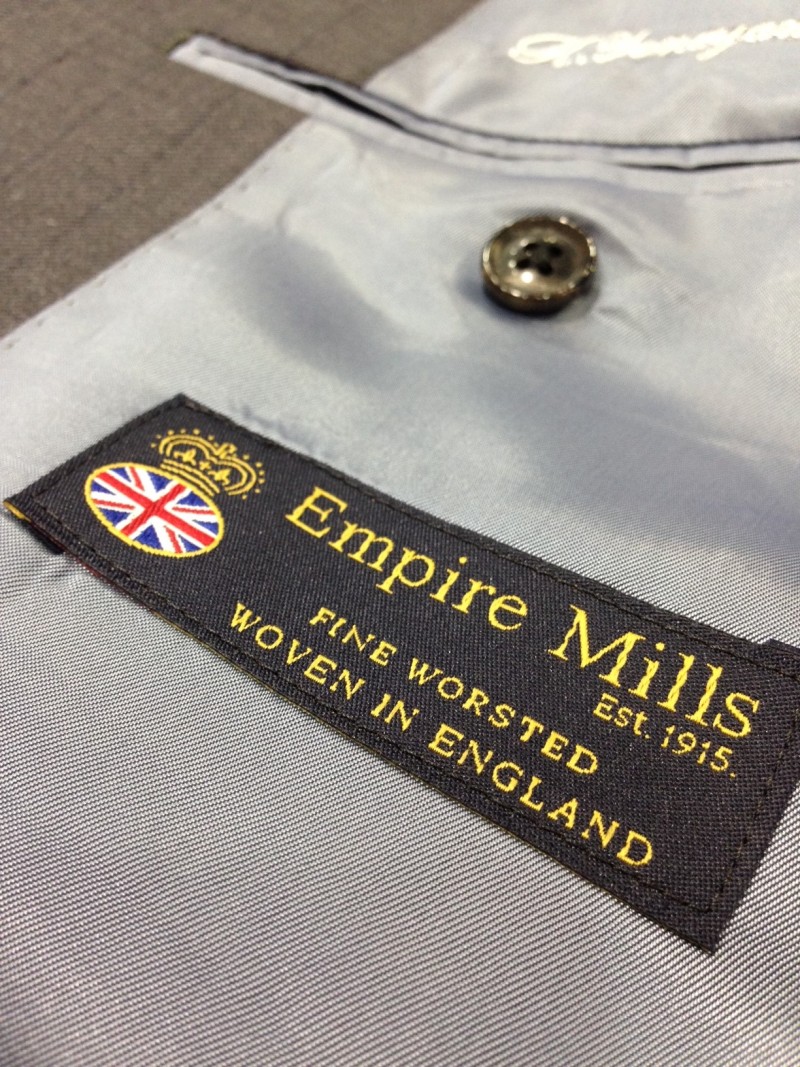 Empire Mills
Est. 1915.
FINE WORSTED
WOVEN IN ENGLAND